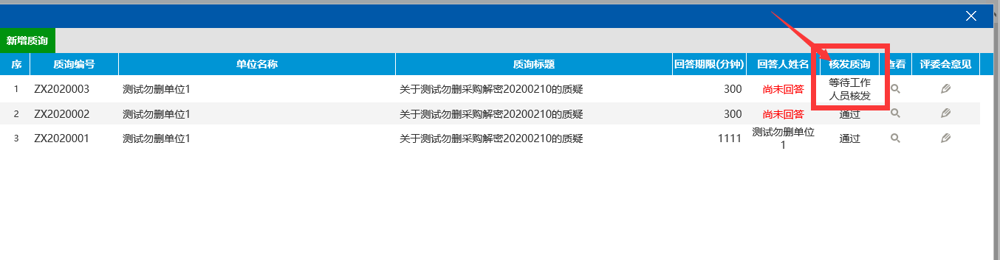 新增质询
序 质询编号 单位名称 质询标题 回答期限(分钟) 回答人姓名 核发质询 查看 评委会意见
1 ZX2020003 测试勿删单位1 关于测试勿删采购解密20200210的质疑 300 尚未回答 等待工作
人员核发
2 ZX2020002 测试勿删单位1 关于测试勿删采购解密20200210的质疑 300 尚未回答 通过
3 ZX2020001 测试勿删单位1 关于测试勿删采购解密20200210的质疑 1111 测试勿删单位 通过
1